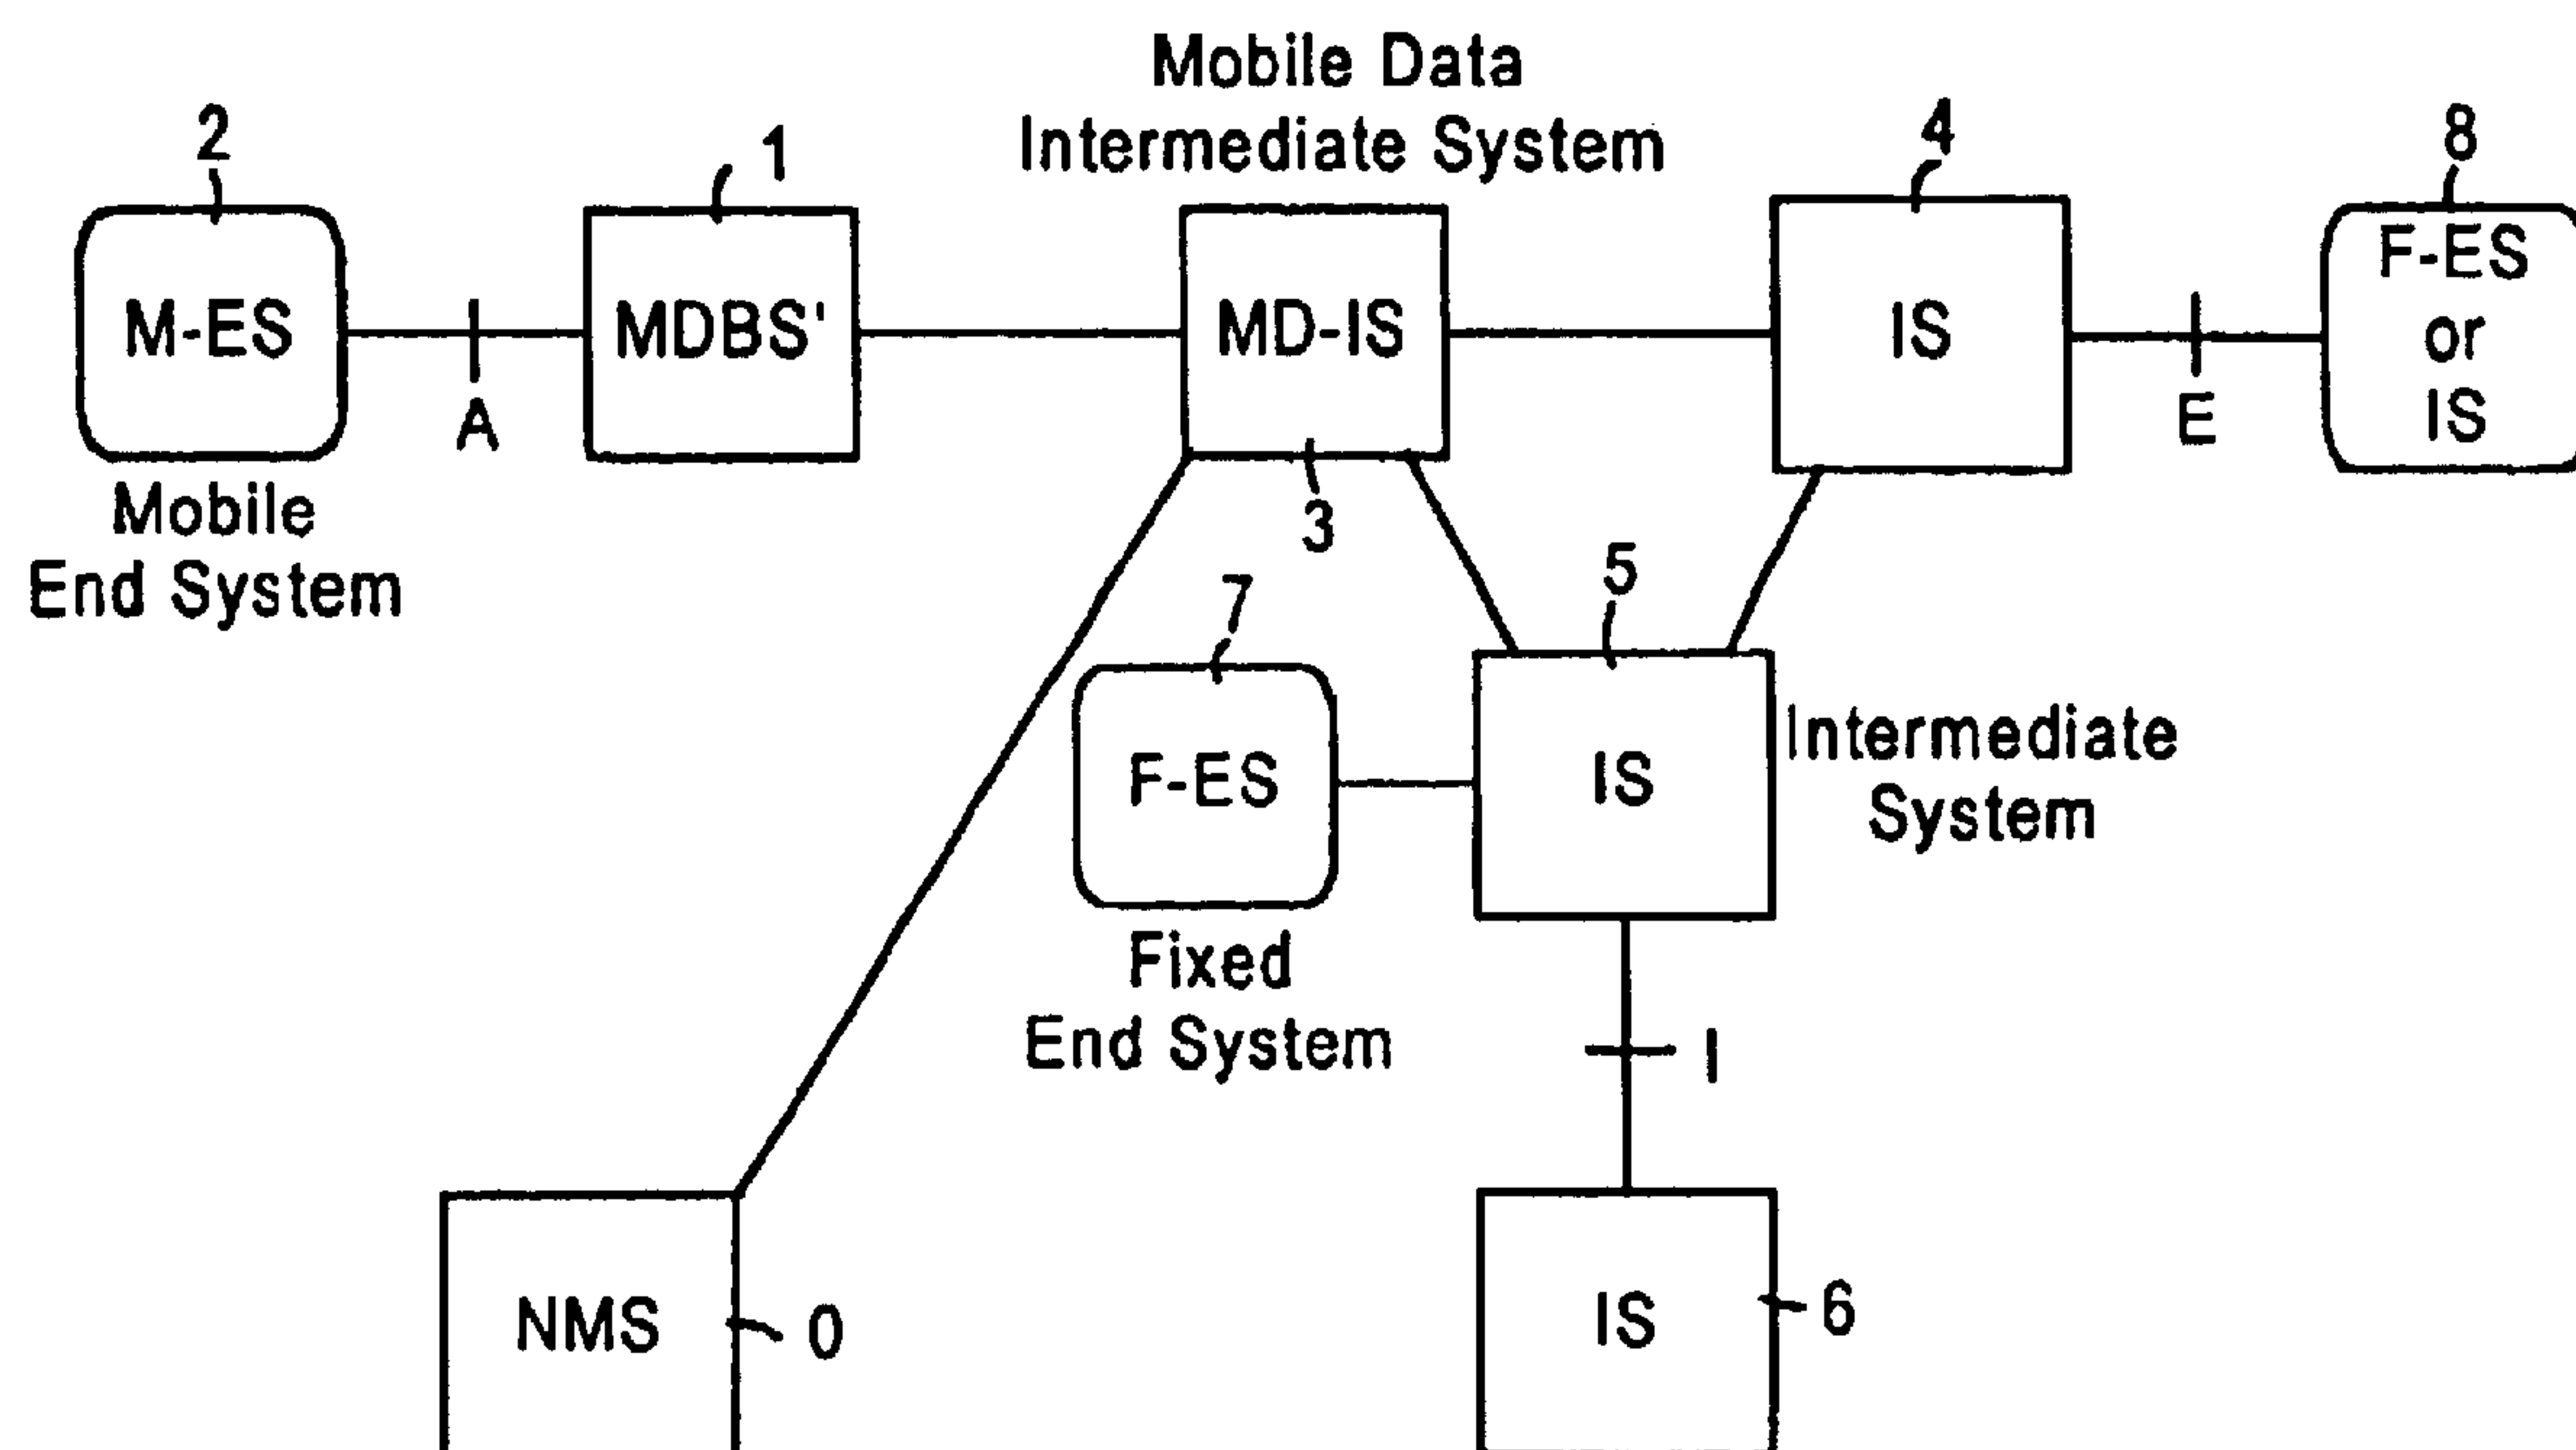 Mobile Data
Intermediate System
2
1
4
8
M-ES
MDBS'
MD-IS
IS
F-ES
or
IS
A
E
Mobile
End System
3
7
5
F-ES
IS
Intermediate
System
Fixed
End System
I
NMS
0
IS
6